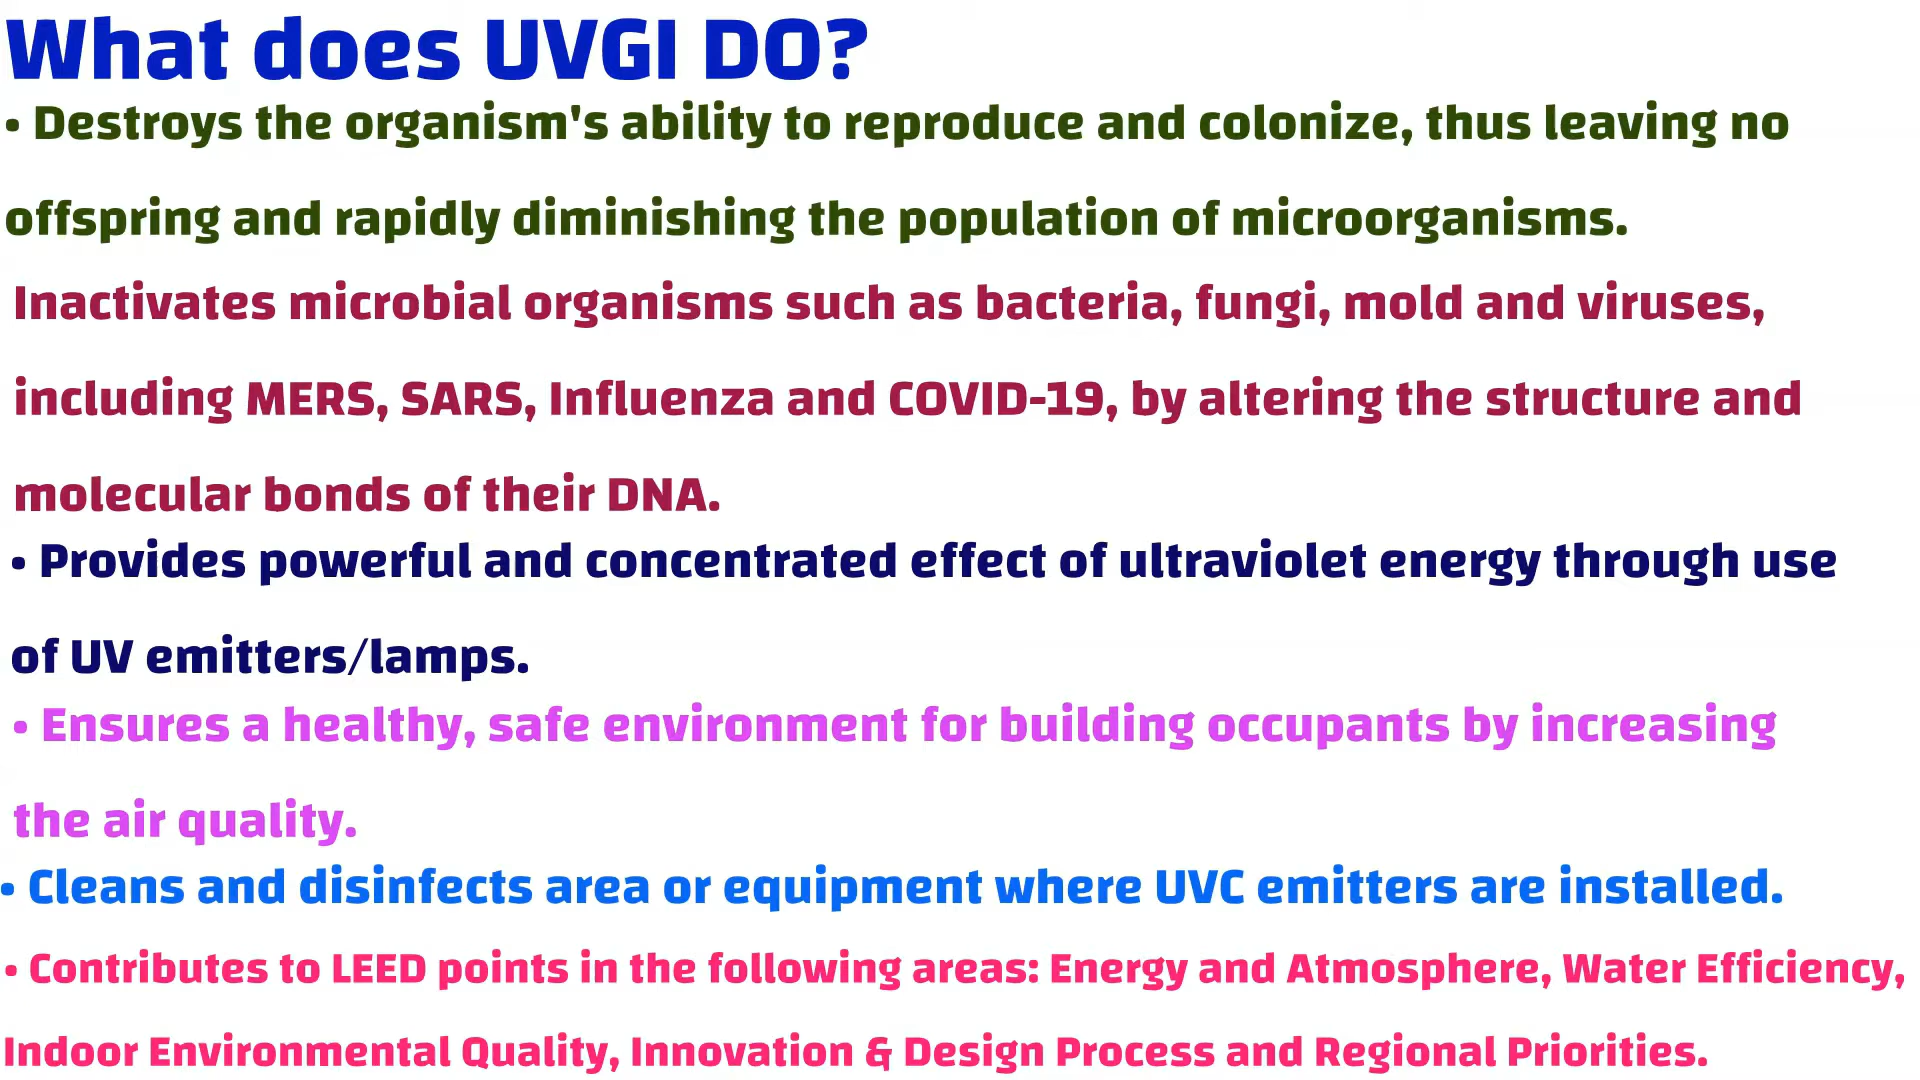 What does UVGI DO?
• Destroys the organism's ability to reproduce and colonize, thus leaving no
offspring and rapidly diminishing the population of microorganisms.
Inactivates microbial organisms such as bacteria, fungi, mold and viruses,
including MERS, SARS, Influenza and COVID-19, by altering the structure and
molecular bonds of their DNA.
• Provides powerful and concentrated effect of ultraviolet energy through use
of UV emitters/lamps.
• Ensures a healthy, safe environment for building occupants by increasing
the air quality.
• Cleans and disinfects area or equipment where UVC emitters are installed.
• Contributes to LEED points in the following areas: Energy and Atmosphere, Water Efficiency,
Indoor Environmental Quality, Innovation & Design Process and Regional Priorities.